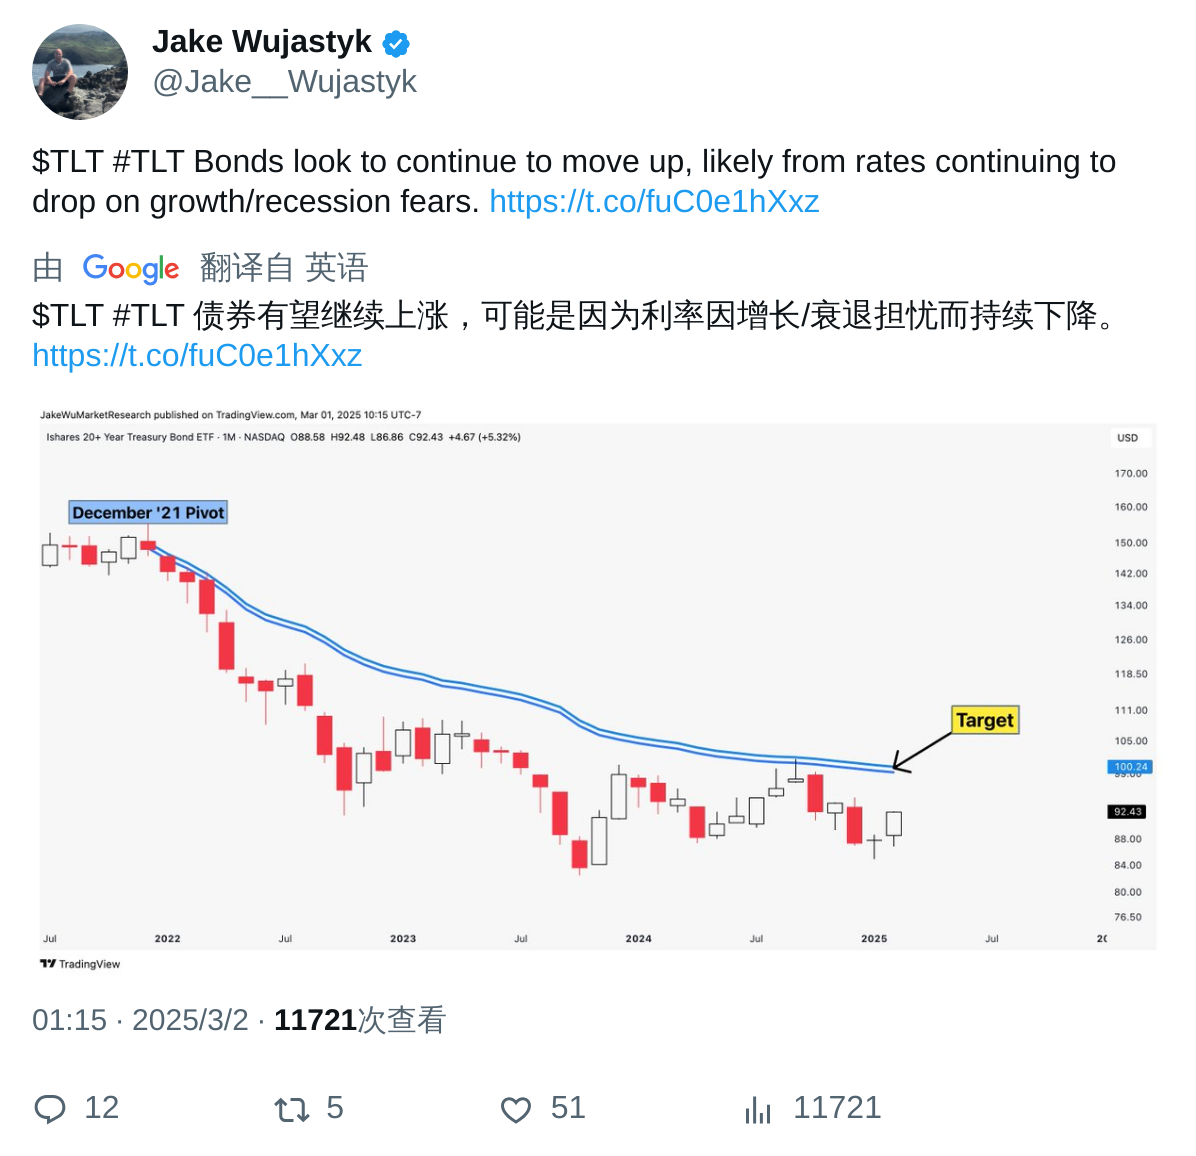 Jake Wujastyk
@Jake__Wujastyk
$TLT #TLT Bonds look to continue to move up, likely from rates continuing to
drop on growth/recession fears. https://t.co/fuC0e1hXxz
由 Google 翻译自 英语
$TLT #TLT 债券有望继续上涨，可能是因为利率因增长/衰退担忧而持续下降。
https://t.co/fuC0e1hXxz
JakeWuMarketResearch published on TradingView.com, Mar 01, 2025 10:15 UTC-7
Ishares 20+ Year Treasury Bond ETF · 1M · NASDAQ O88.58 H92.48 L86.86 C92.43 +4.67 (+5.32%)
USD
170.00
December '21 Pivot
160.00
150.00
142.00
134.00
126.00
118.50
111.00
Target
105.00
100.24
99.00
92.43
88.00
84.00
80.00
76.50
Jul 2022 Jul 2023 Jul 2024 Jul 2025 Jul
TradingView
01:15 · 2025/3/2 · 11721次查看
12 5 51 11721